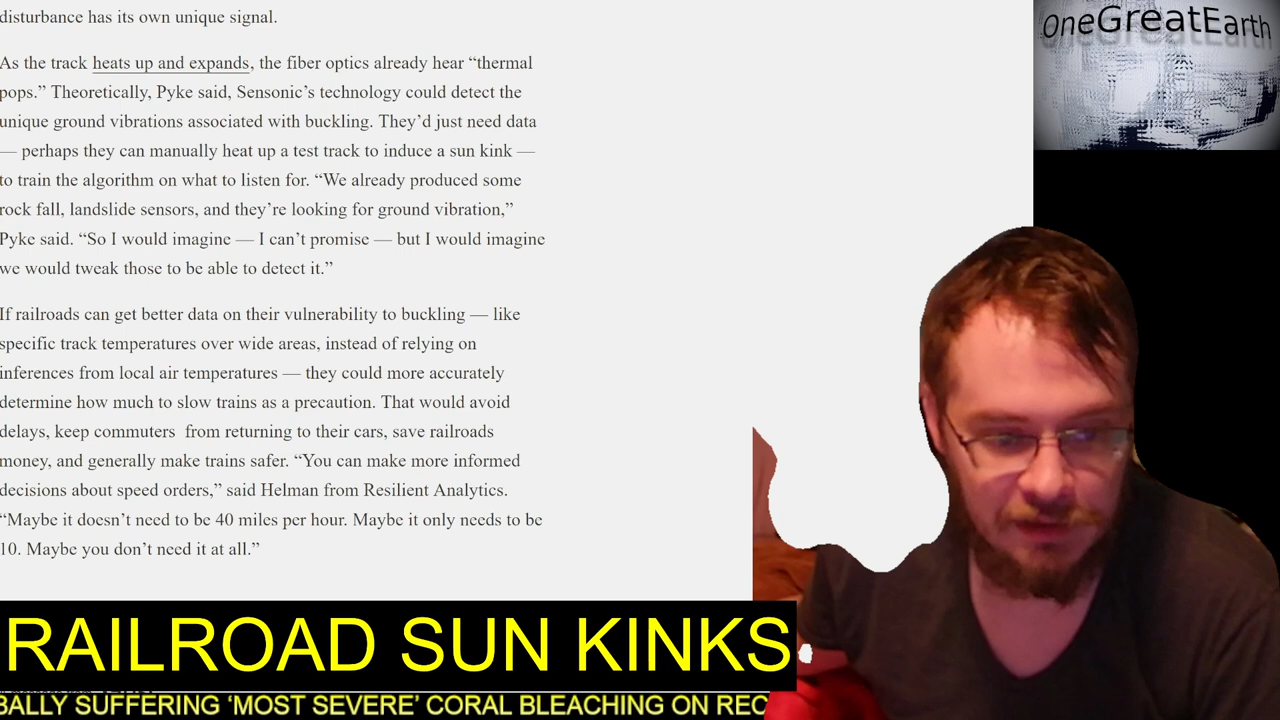 disturbance has its own unique signal.
As the track heats up and expands, the fiber optics already hear “thermal
pops.” Theoretically, Pyke said, Sensonic’s technology could detect the
unique ground vibrations associated with buckling. They’d just need data
— perhaps they can manually heat up a test track to induce a sun kink —
to train the algorithm on what to listen for. “We already produced some
rock fall, landslide sensors, and they’re looking for ground vibration,”
Pyke said. “So I would imagine — I can’t promise — but I would imagine
we would tweak those to be able to detect it.”
If railroads can get better data on their vulnerability to buckling — like
specific track temperatures over wide areas, instead of relying on
inferences from local air temperatures — they could more accurately
determine how much to slow trains as a precaution. That would avoid
delays, keep commuters from returning to their cars, save railroads
money, and generally make trains safer. “You can make more informed
decisions about speed orders,” said Helman from Resilient Analytics.
“Maybe it doesn’t need to be 40 miles per hour. Maybe it only needs to be
10. Maybe you don’t need it at all.”
OneGreatEarth
RAILROAD SUN KINKS
BALLY SUFFERING ‘MOST SEVERE’ CORAL BLEACHING ON REC